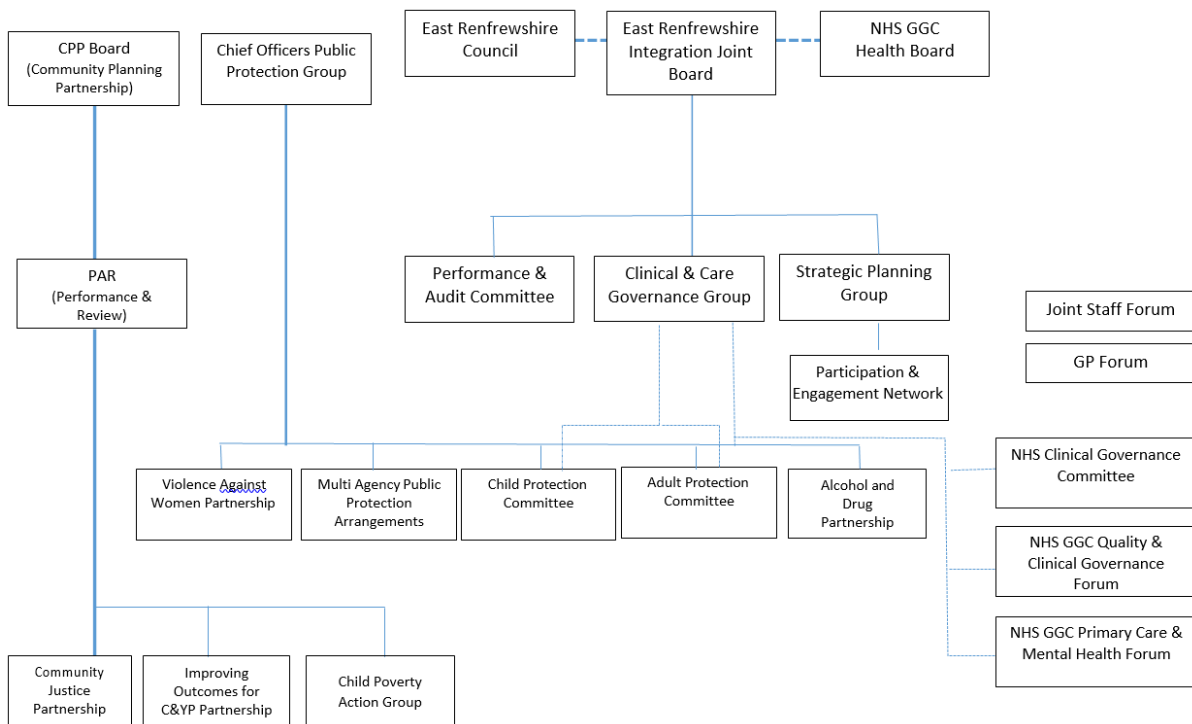 CPP Board
(Community Planning
Partnership)
Chief Officers Public
Protection Group
East Renfrewshire
Council
East Renfrewshire
Integration Joint
Board
NHS GGC
Health Board
PAR
(Performance &
Review)
Performance &
Audit Committee
Clinical & Care
Governance Group
Strategic Planning
Group
Participation &
Engagement Network
Joint Staff Forum
GP Forum
Violence Against
Women Partnership
Multi Agency Public
Protection
Arrangements
Child Protection
Committee
Adult Protection
Committee
Alcohol and
Drug
Partnership
NHS Clinical Governance
Committee
NHS GGC Quality &
Clinical Governance
Forum
NHS GGC Primary Care &
Mental Health Forum
Community
Justice
Partnership
Improving
Outcomes for
C&YP Partnership
Child Poverty
Action Group